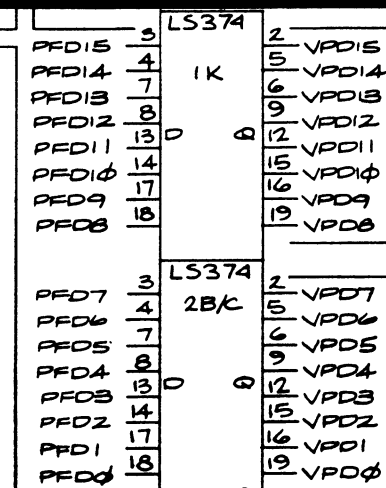 LS374
PFD15 3 2 VPD15
PFD14 4 5 VPD14
1K
PFD13 7 6 VPD13
PFD12 8 9 VPD12
PFD11 13 D Q 12 VPD11
PFD1Ø 14 15 VPD1Ø
PFD9 17 16 VPD9
PFD8 18 19 VPD8
LS374
PFD7 3 2 VPD7
2B/C
PFD6 4 5 VPD6
PFD5 7 6 VPD5
PFD4 8 9 VPD4
PFD3 13 D Q 12 VPD3
PFD2 14 15 VPD2
PFD1 17 16 VPD1
PFDØ 18 19 VPDØ